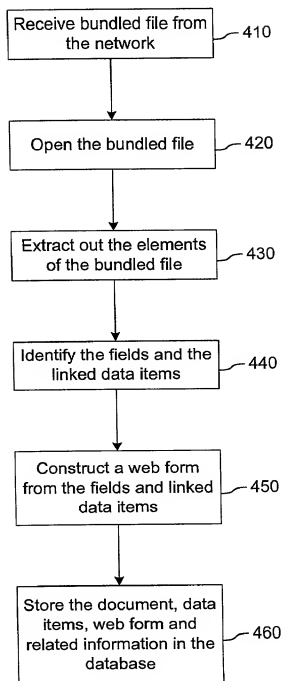 Receive bundled file from
the network
410
Open the bundled file
420
Extract out the elements
of the bundled file
430
Identify the fields and the
linked data items
440
Construct a web form
from the fields and linked
data items
450
Store the document, data
items, web form and
related information in the
database
460